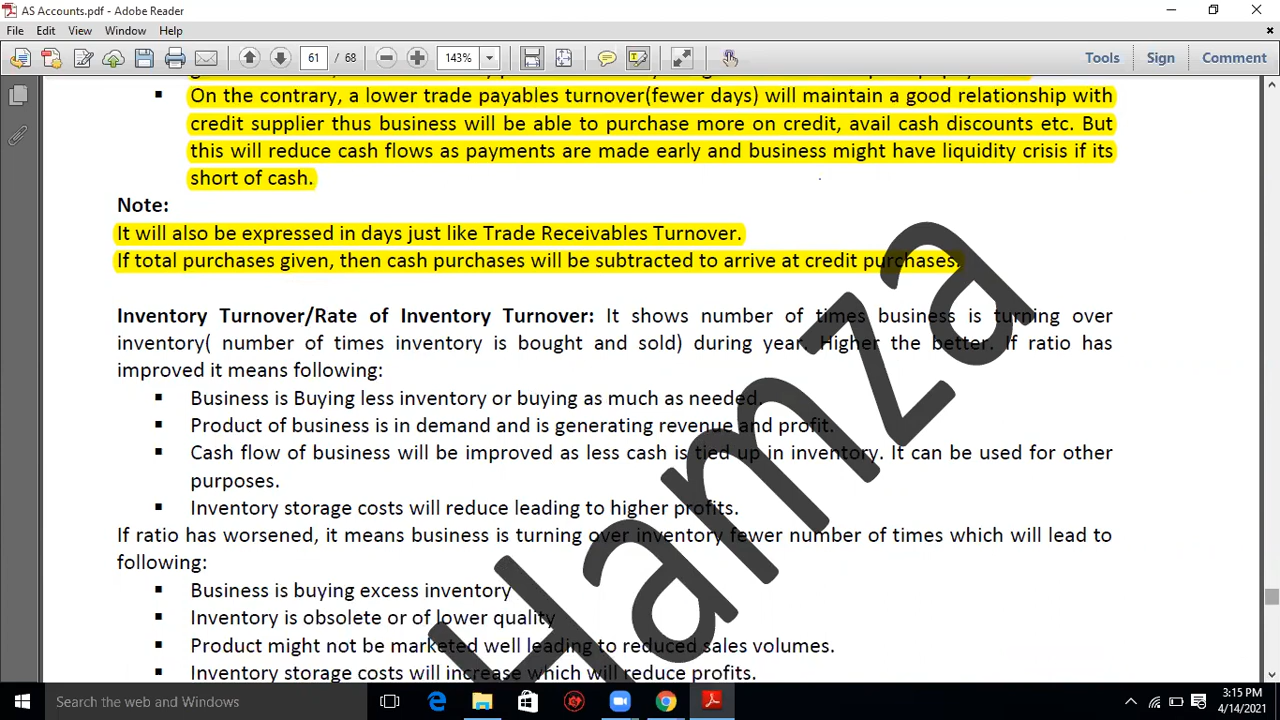 AS Accounts.pdf - Adobe Reader
File Edit View Window Help
61 / 68 143% Tools Sign Comment
▪ On the contrary, a lower trade payables turnover(fewer days) will maintain a good relationship with
credit supplier thus business will be able to purchase more on credit, avail cash discounts etc. But
this will reduce cash flows as payments are made early and business might have liquidity crisis if its
short of cash.
Note:
It will also be expressed in days just like Trade Receivables Turnover.
If total purchases given, then cash purchases will be subtracted to arrive at credit purchases.
Inventory Turnover/Rate of Inventory Turnover: It shows number of times business is turning over
inventory( number of times inventory is bought and sold) during year. Higher the better. If ratio has
improved it means following:
▪ Business is Buying less inventory or buying as much as needed.
▪ Product of business is in demand and is generating revenue and profit.
▪ Cash flow of business will be improved as less cash is tied up in inventory. It can be used for other
purposes.
▪ Inventory storage costs will reduce leading to higher profits.
If ratio has worsened, it means business is turning over inventory fewer number of times which will lead to
following:
▪ Business is buying excess inventory
▪ Inventory is obsolete or of lower quality
▪ Product might not be marketed well leading to reduced sales volumes.
▪ Inventory storage costs will increase which will reduce profits.
Hamza
Search the web and Windows
3:15 PM
4/14/2021